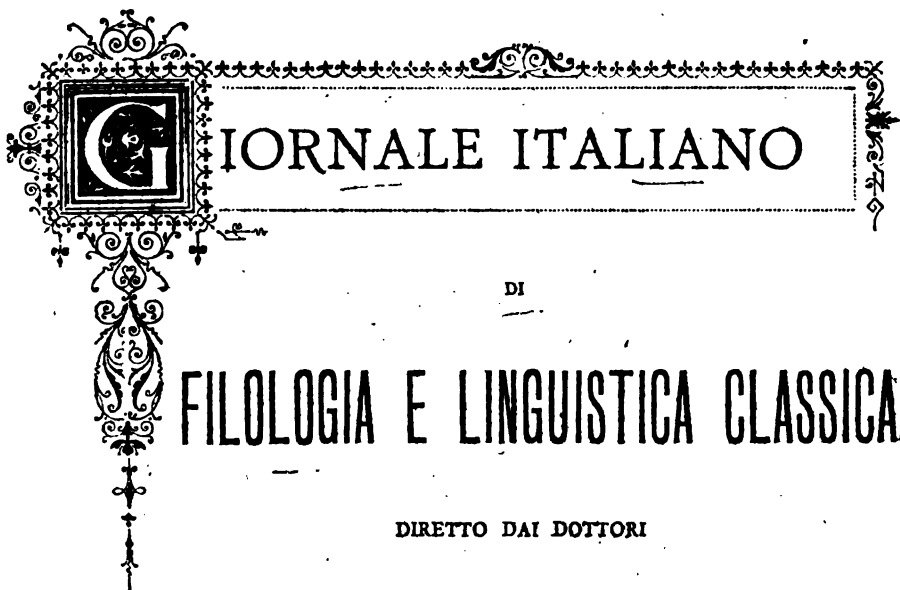 GIORNALE ITALIANO
DI
FILOLOGIA E LINGUISTICA CLASSICA
DIRETTO DAI DOTTORI